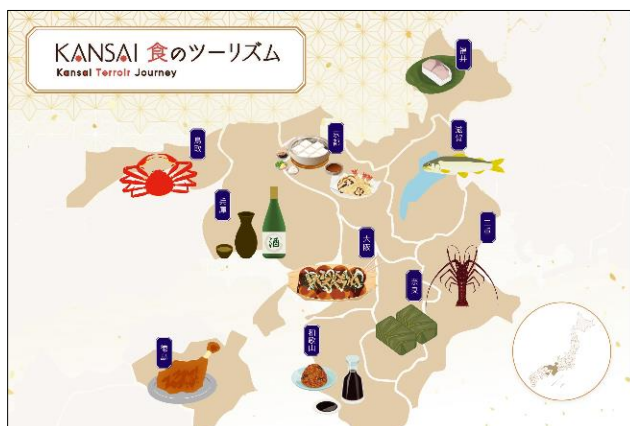 KANSAI 食のツーリズム
Kansai Terroir Journey
福井
鳥取
京都
滋賀
兵庫
酒
大阪
三重
奈良
和歌山
徳島